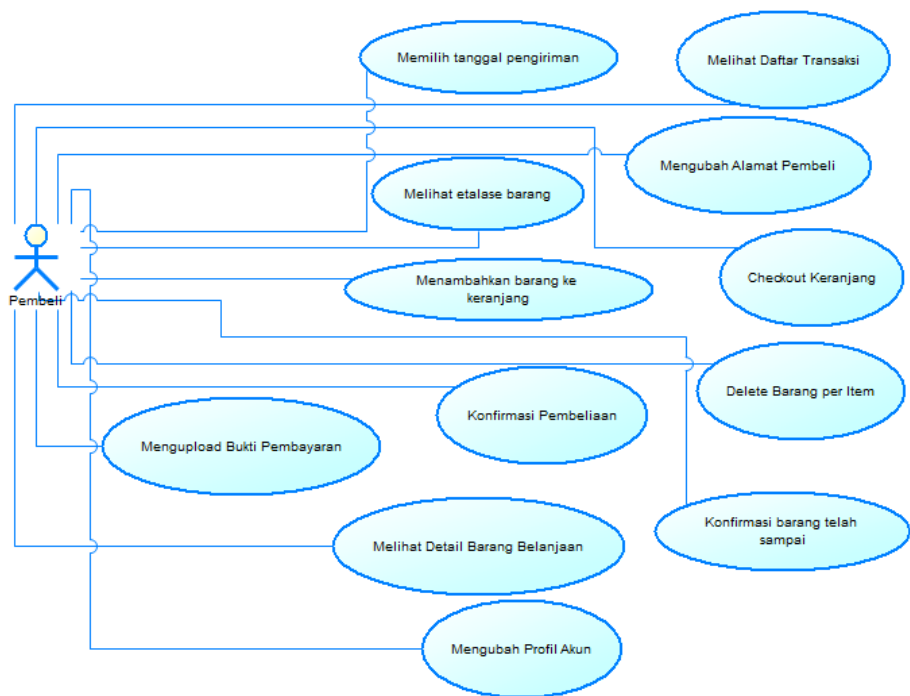 Memilih tanggal pengiriman
Melihat Daftar Transaksi
Mengubah Alamat Pembeli
Melihat etalase barang
Menambahkan barang ke
keranjang
Checkout Keranjang
Pembeli
Delete Barang per Item
Konfirmasi Pembeliaan
Mengupload Bukti Pembayaran
Konfirmasi barang telah
sampai
Melihat Detail Barang Belanjaan
Mengubah Profil Akun